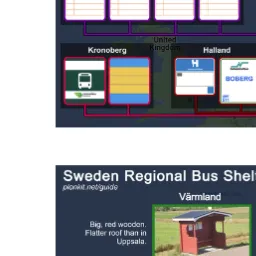 United
Kingdom
Kronoberg
Halland
H
BOBERG
Sweden Regional Bus Shel
plonkit.net/guide
Värmland
Big, red wooden.
Flatter roof than in
Uppsala.